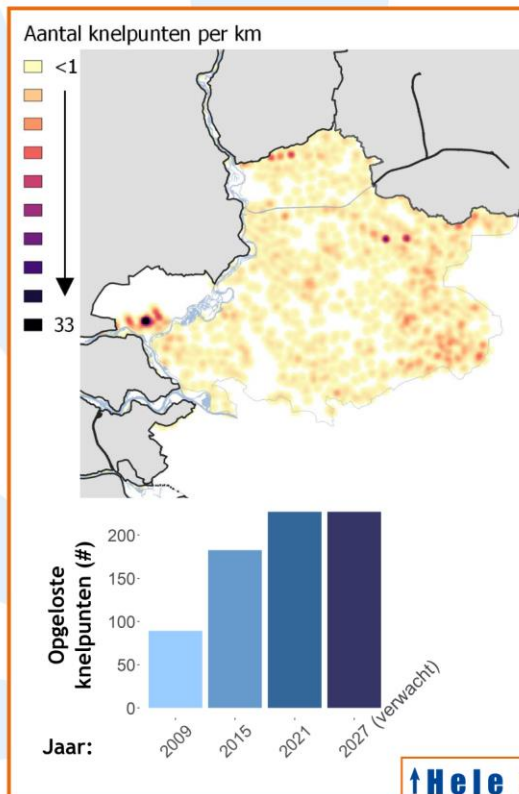 Aantal knelpunten per km
<1
33
Opgeloste
knelpunten (#)
200
150
100
50
0
2009
2015
2021
2027 (verwacht)
Jaar:
Hele